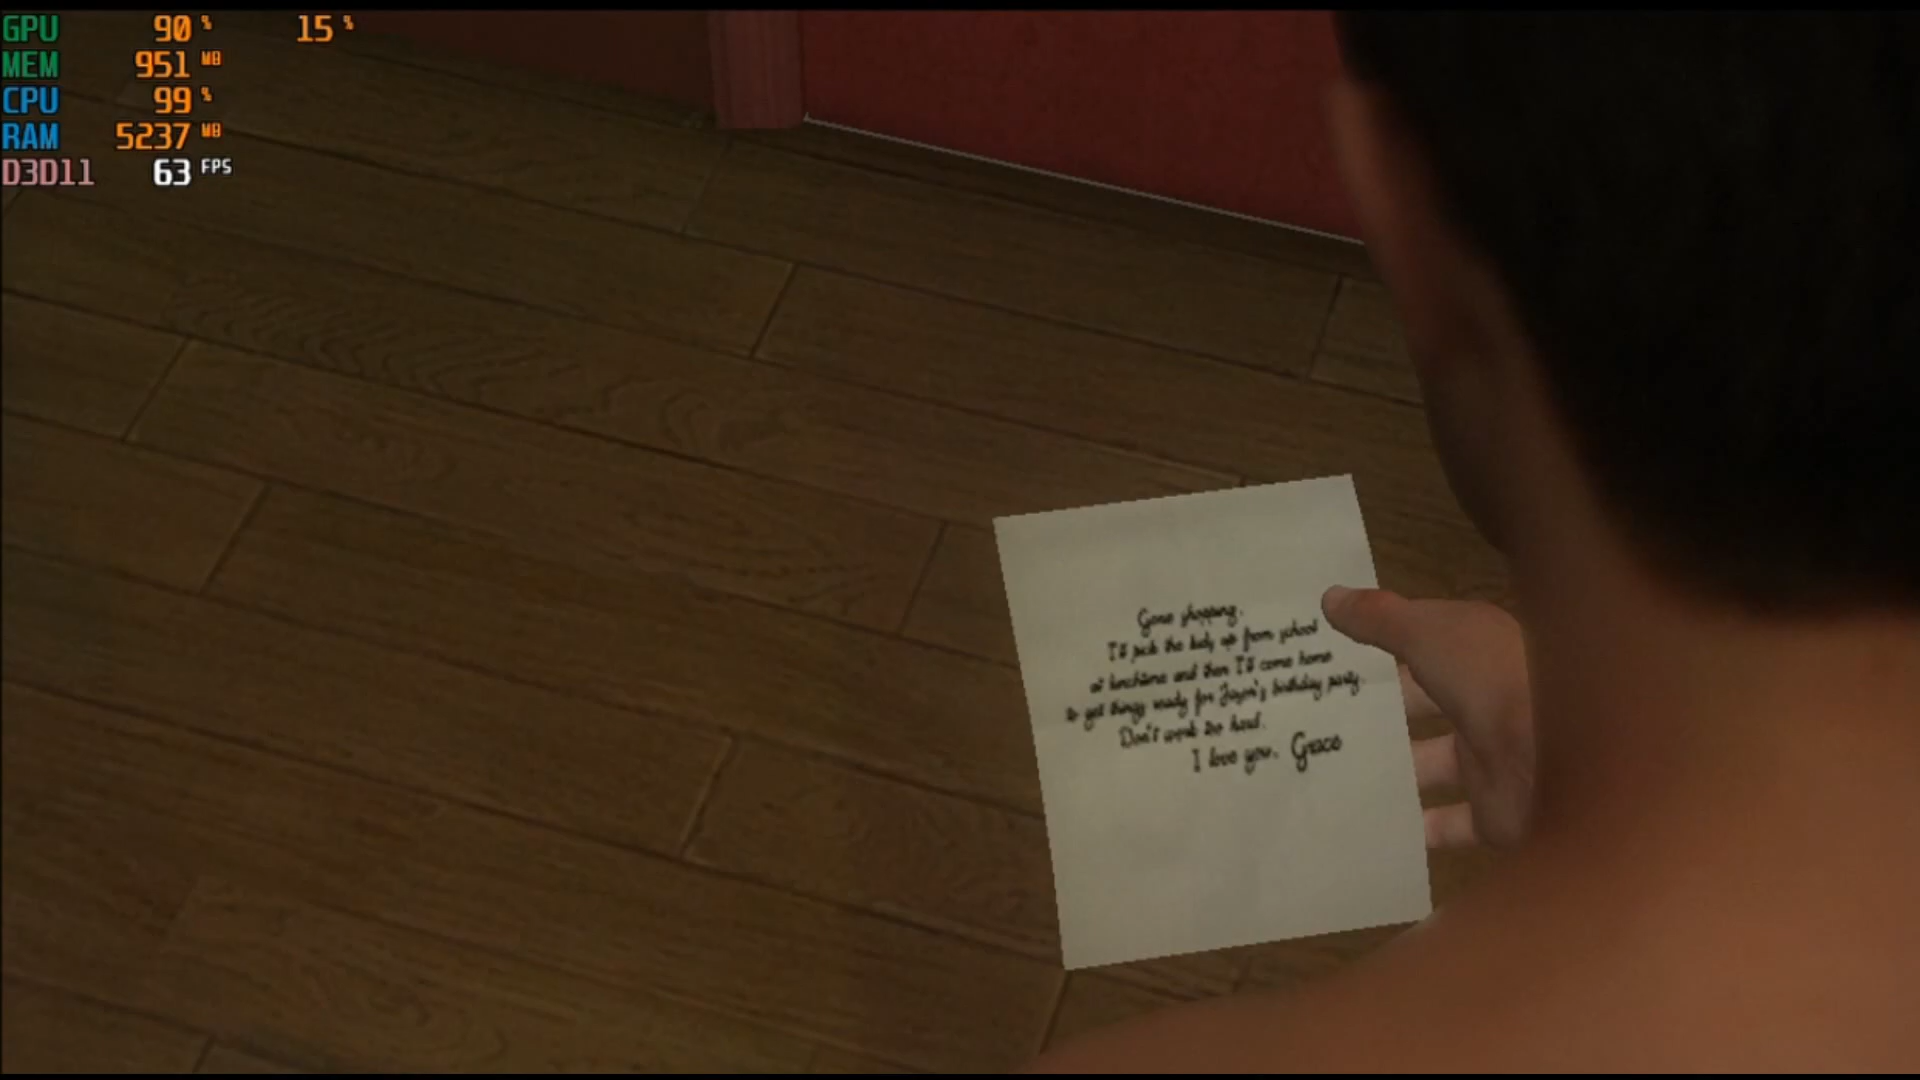 GPU 90 % 15 %
MEM 951 MB
CPU 99 %
RAM 5237 MB
D3D11 63 FPS
Gone shopping.
I'll pick the kids up from school
at lunchtime and then I'll come home
to get things ready for Jason's birthday party.
Don't work too hard.
I love you. Grace